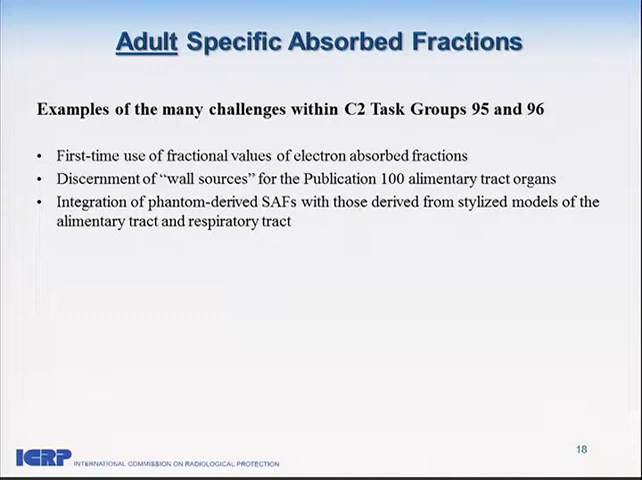 Adult Specific Absorbed Fractions
Examples of the many challenges within C2 Task Groups 95 and 96
• First-time use of fractional values of electron absorbed fractions
• Discernment of “wall sources” for the Publication 100 alimentary tract organs
• Integration of phantom-derived SAFs with those derived from stylized models of the
alimentary tract and respiratory tract
18
ICRP INTERNATIONAL COMMISSION ON RADIOLOGICAL PROTECTION